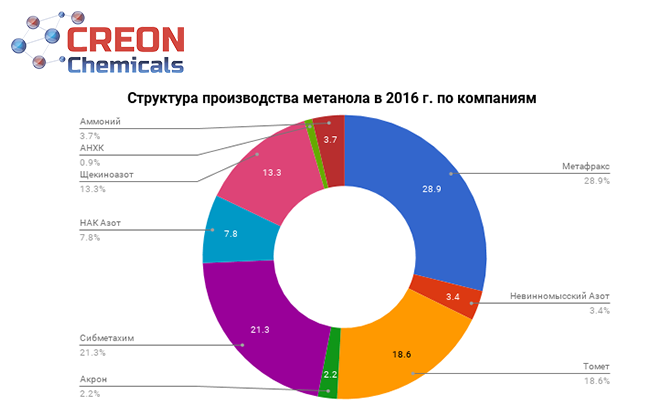 CREON
Chemicals
Структура производства метанола в 2016 г. по компаниям
Аммоний
3.7%
АНХК
0.9%
Щекиноазот
13.3%
НАК Азот
7.8%
Сибметахим
21.3%
Акрон
2.2%
Метафракс
28.9%
Невинномысский Азот
3.4%
Томет
18.6%
3.7
13.3
28.9
7.8
3.4
21.3
18.6
2.2